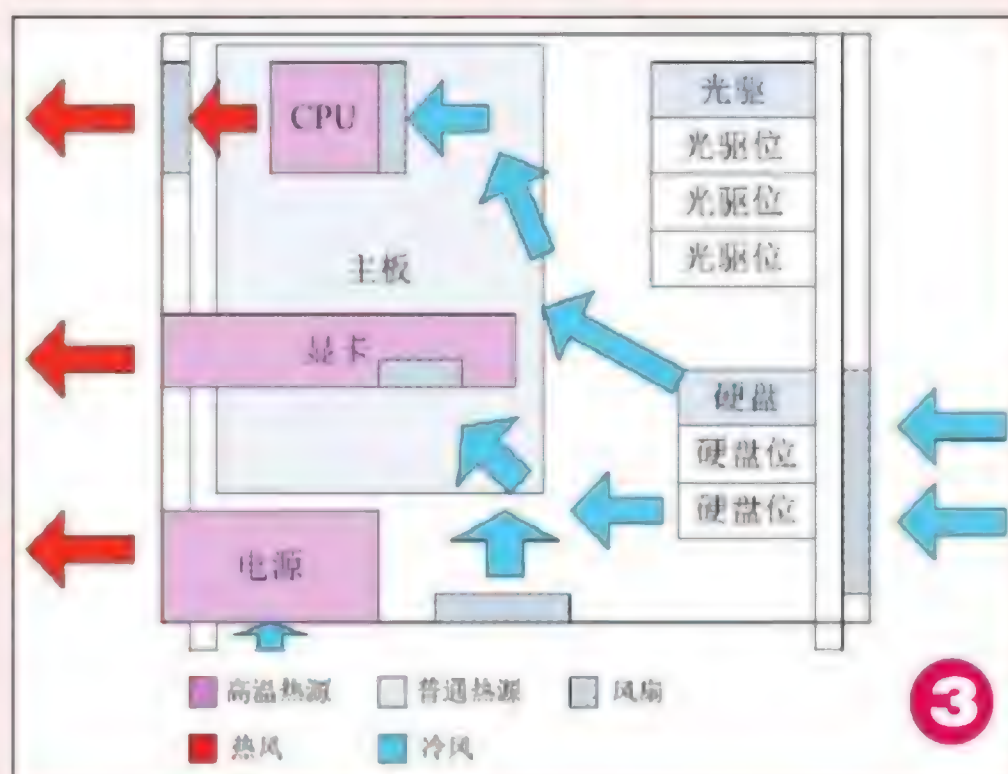 CPU
光驱
光驱位
光驱位
光驱位
主板
显卡
硬盘
硬盘位
硬盘位
电源
高温热源 普通热源 风扇
热风 冷风
3